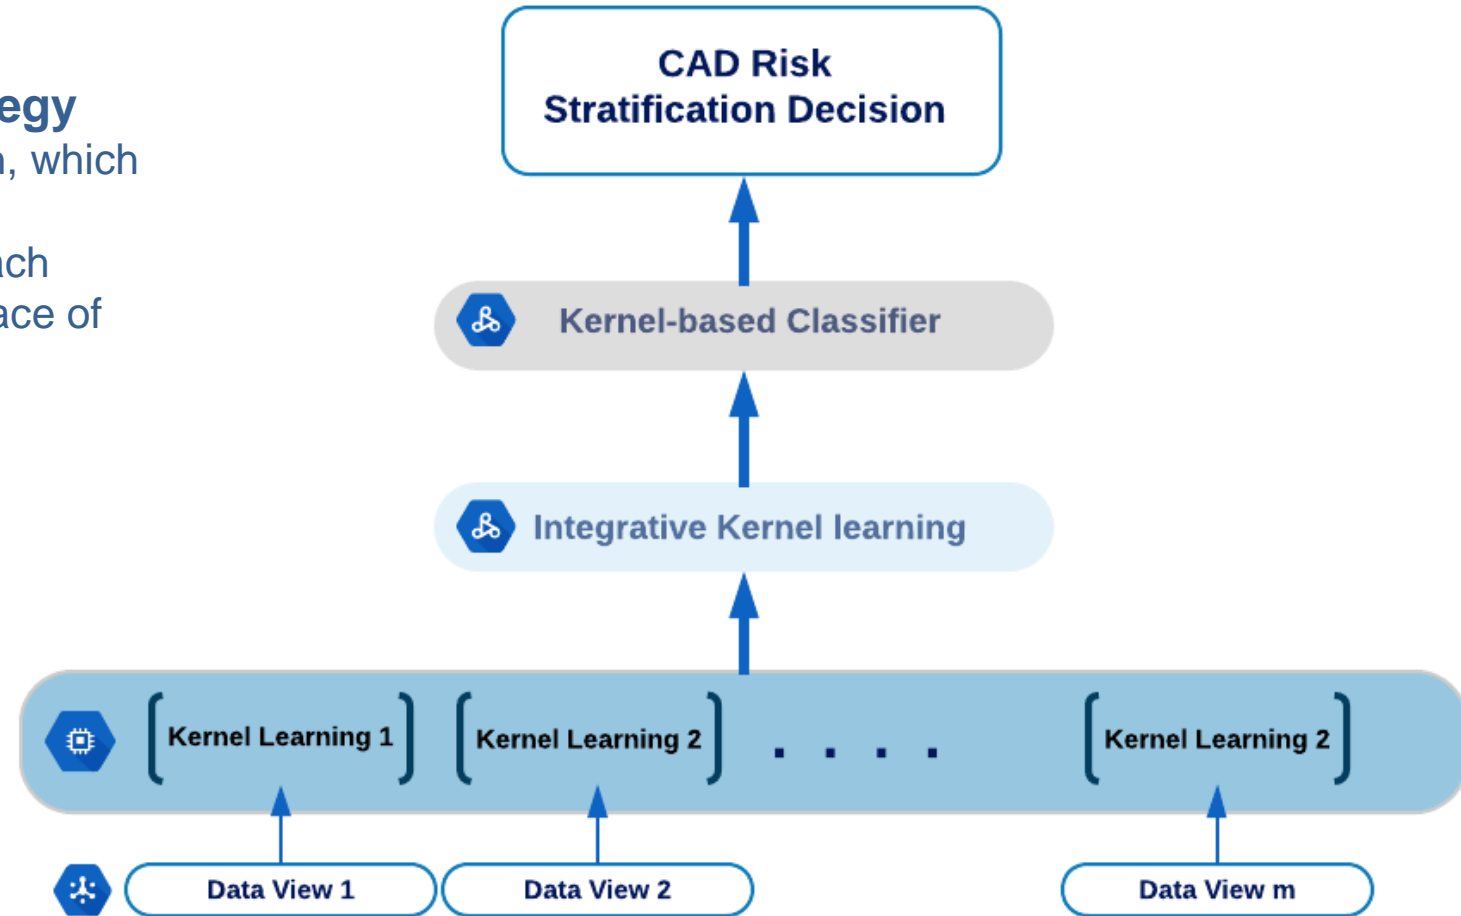 egy
, which
ach
ace of
CAD Risk
Stratification Decision
Kernel-based Classifier
Integrative Kernel learning
Kernel Learning 1
Kernel Learning 2
. . . .
Kernel Learning 2
Data View 1
Data View 2
Data View m